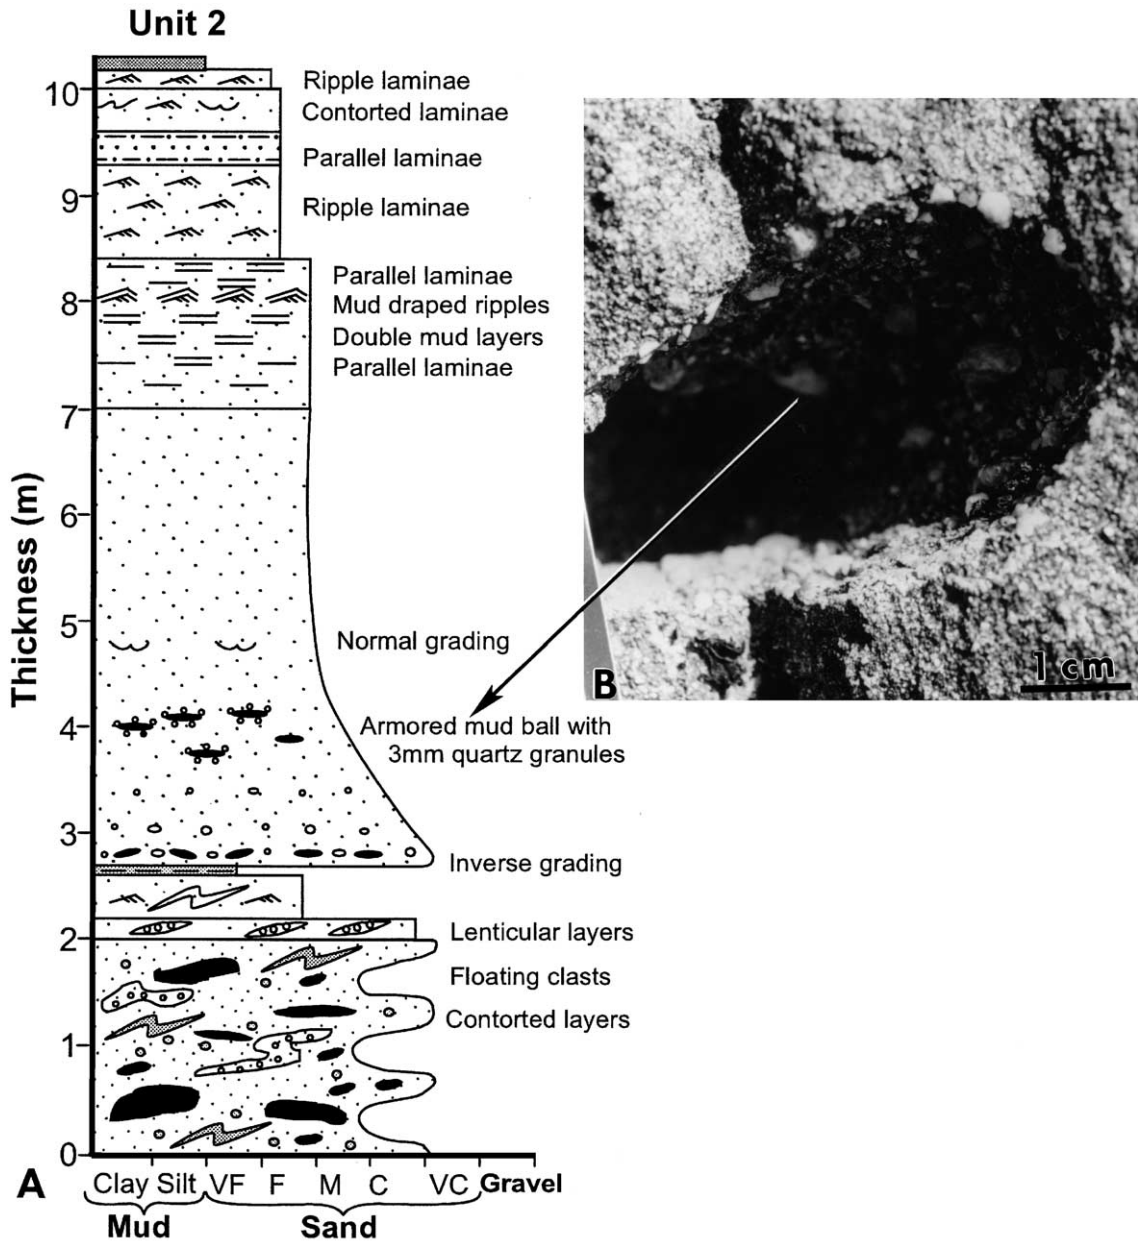 Unit 2
Thickness (m)
10
9
8
7
6
5
4
3
2
1
0
Ripple laminae
Contorted laminae
Parallel laminae
Ripple laminae
Parallel laminae
Mud draped ripples
Double mud layers
Parallel laminae
Normal grading
Armored mud ball with
3mm quartz granules
Inverse grading
Lenticular layers
Floating clasts
Contorted layers
A
Clay Silt VF F M C VC Gravel
Mud Sand
B
1 cm